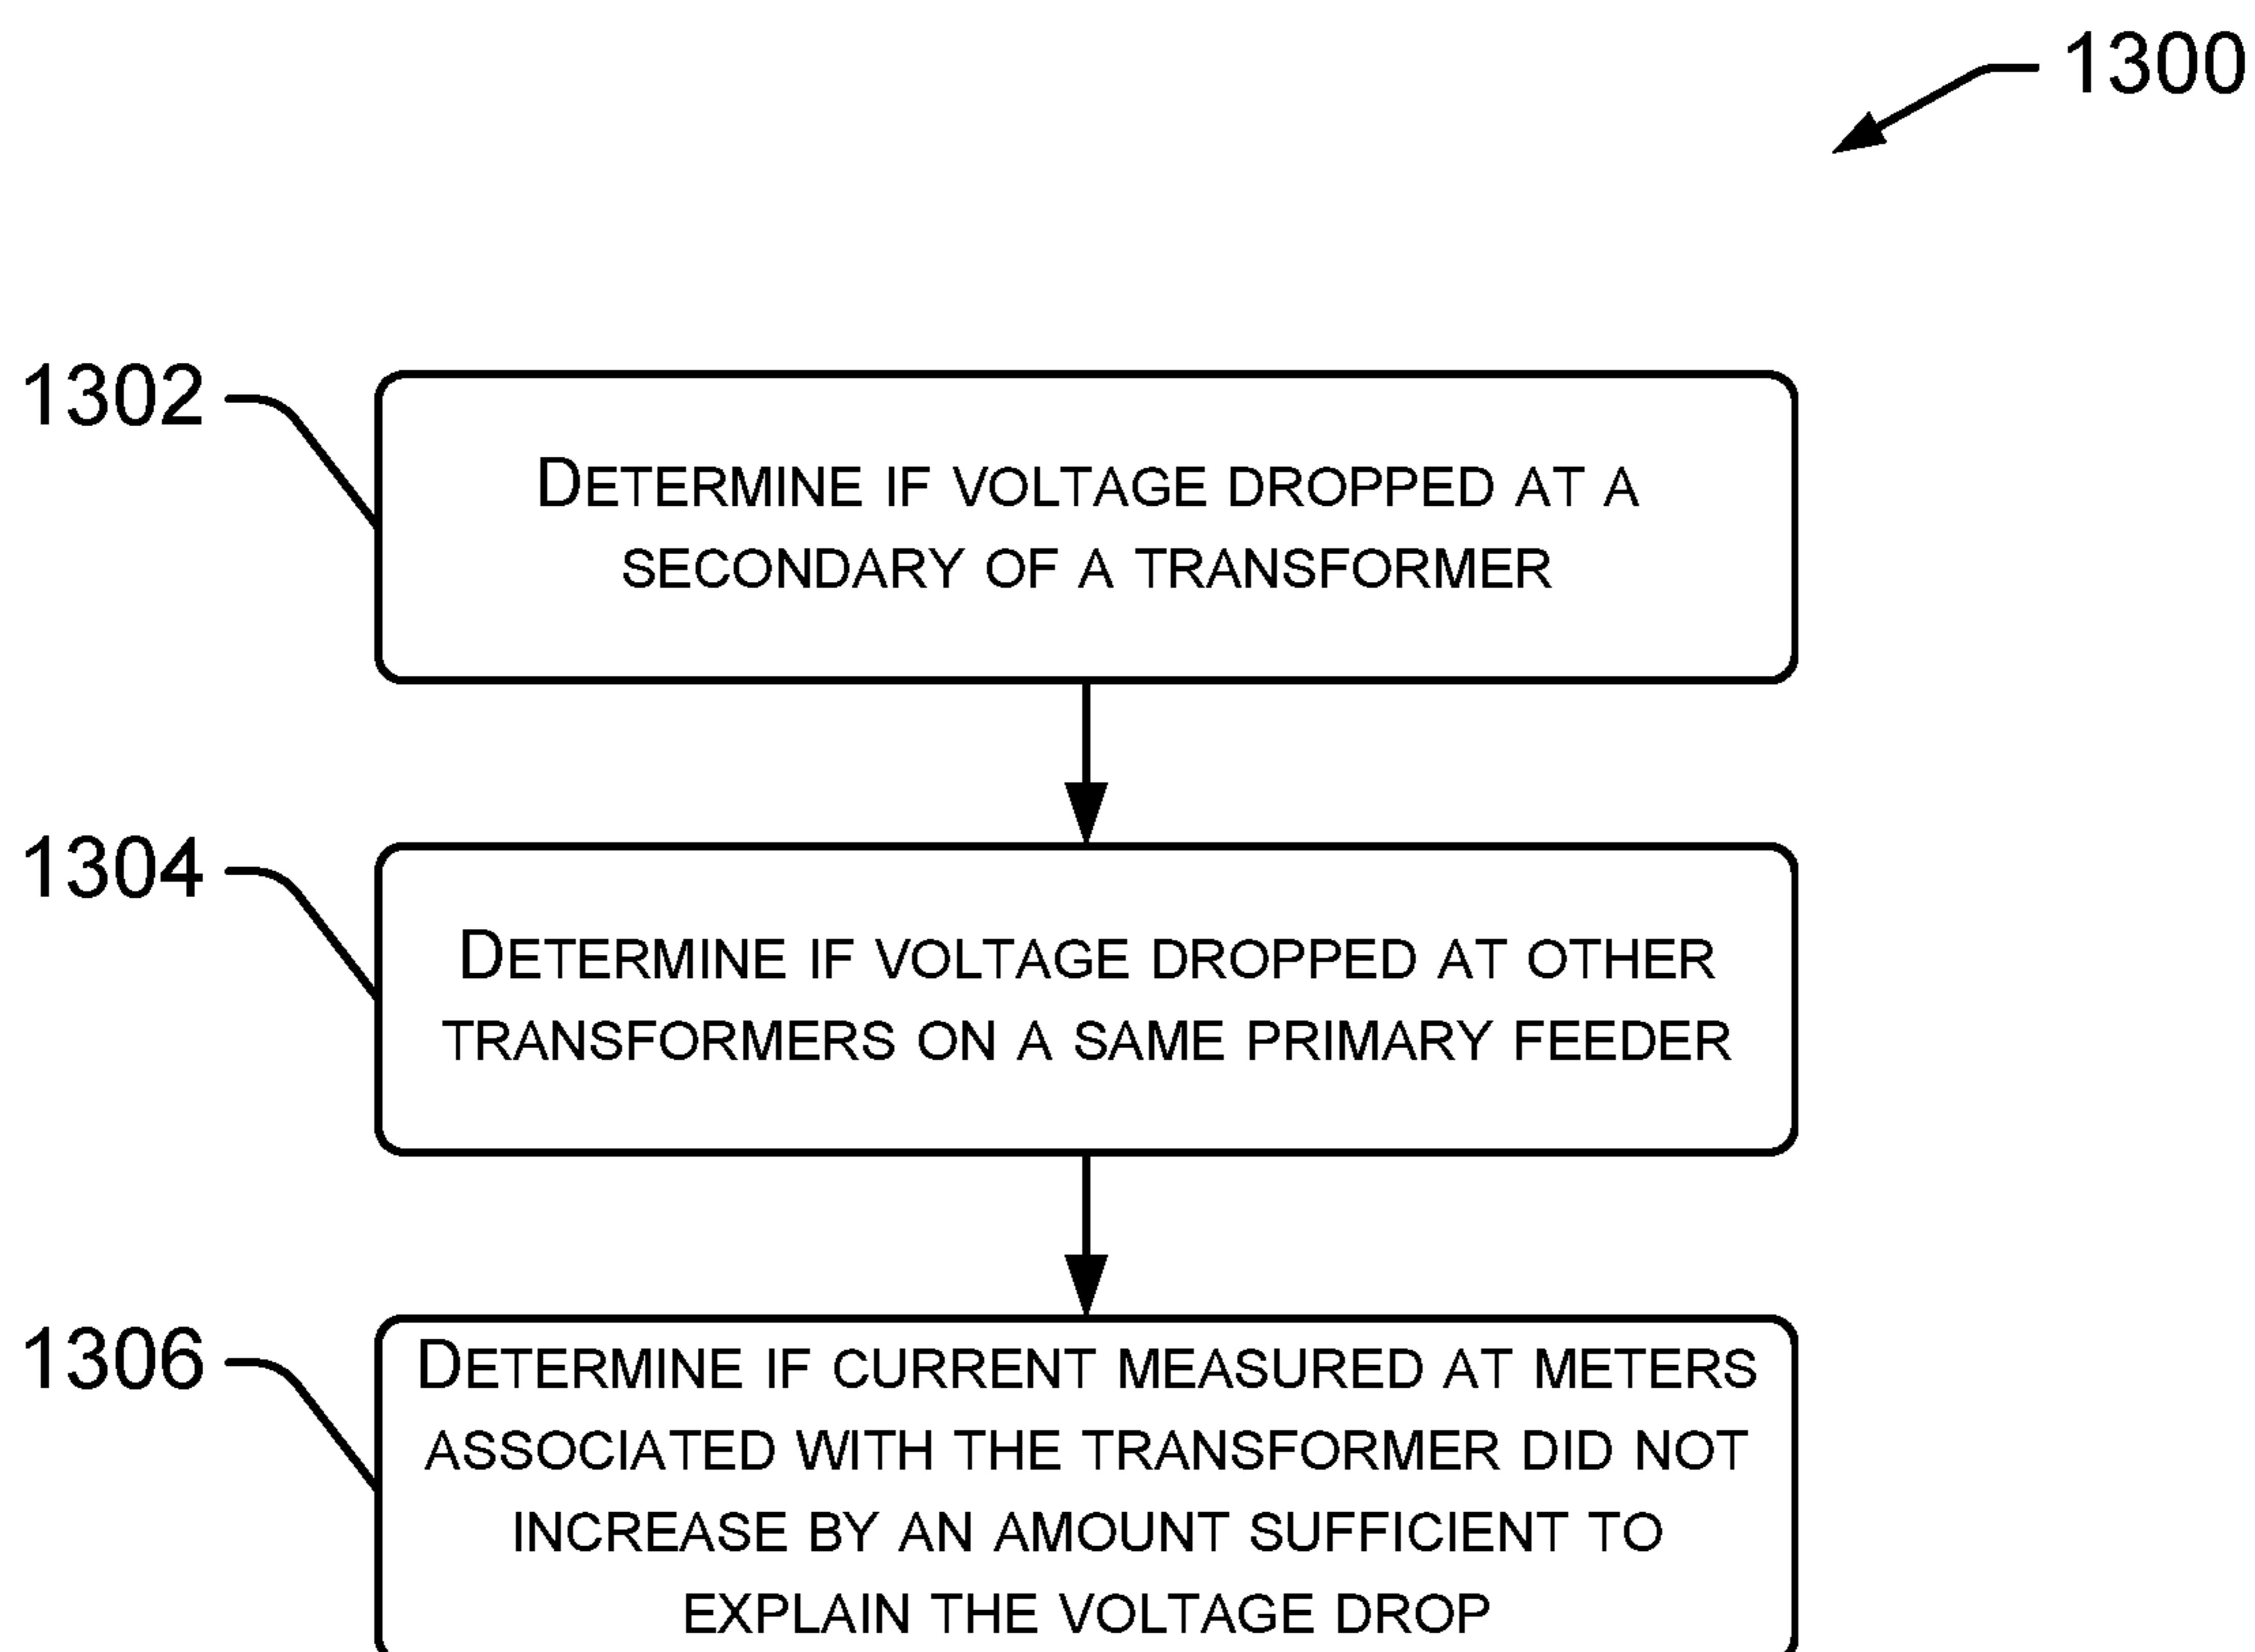 1300
1302
DETERMINE IF VOLTAGE DROPPED AT A
SECONDARY OF A TRANSFORMER
1304
DETERMINE IF VOLTAGE DROPPED AT OTHER
TRANSFORMERS ON A SAME PRIMARY FEEDER
1306
DETERMINE IF CURRENT MEASURED AT METERS
ASSOCIATED WITH THE TRANSFORMER DID NOT
INCREASE BY AN AMOUNT SUFFICIENT TO
EXPLAIN THE VOLTAGE DROP